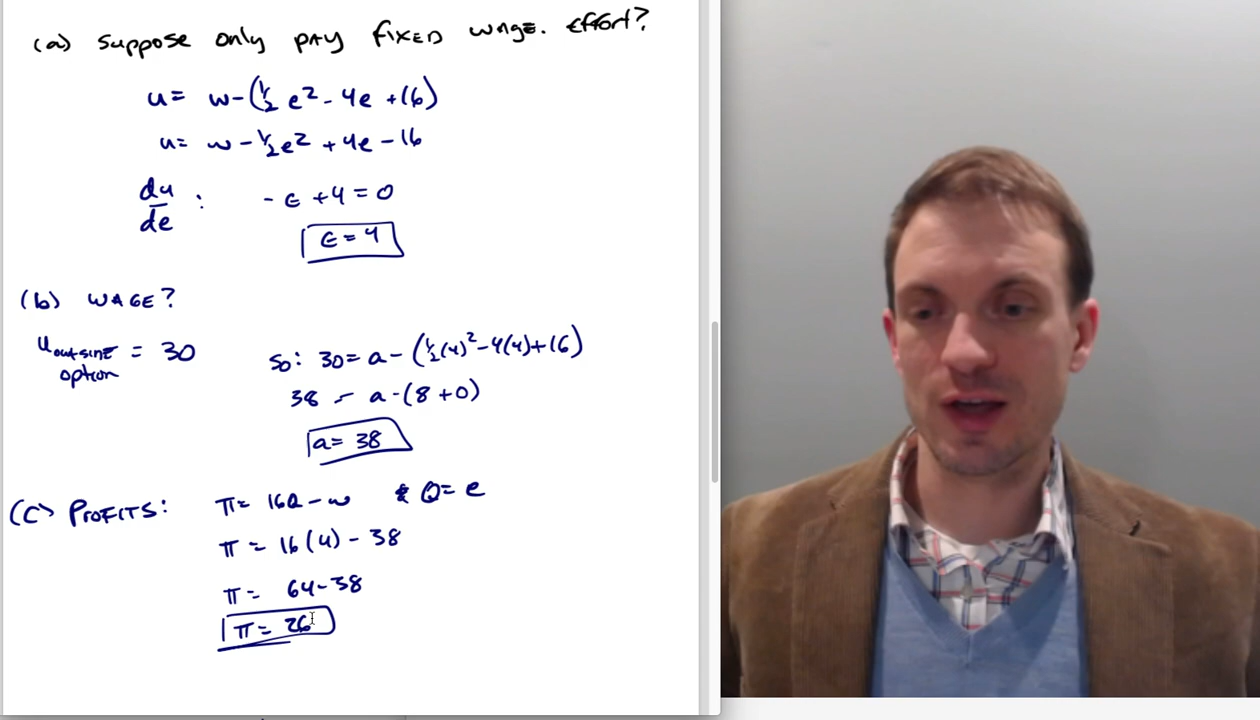 (a) Suppose only pay fixed wage. Effort?
u = w - (½ e² - 4e + 16)
u = w - ½e² + 4e - 16
du/de : - e + 4 = 0
e = 4
(b) WAGE?
u outside option = 30
So: 30 = a - (½(4)² - 4(4) + 16)
38 = a - (8 + 0)
a = 38
(c) PROFITS: π = 16Q - w & Q = e
π = 16(4) - 38
π = 64 - 38
π = 26